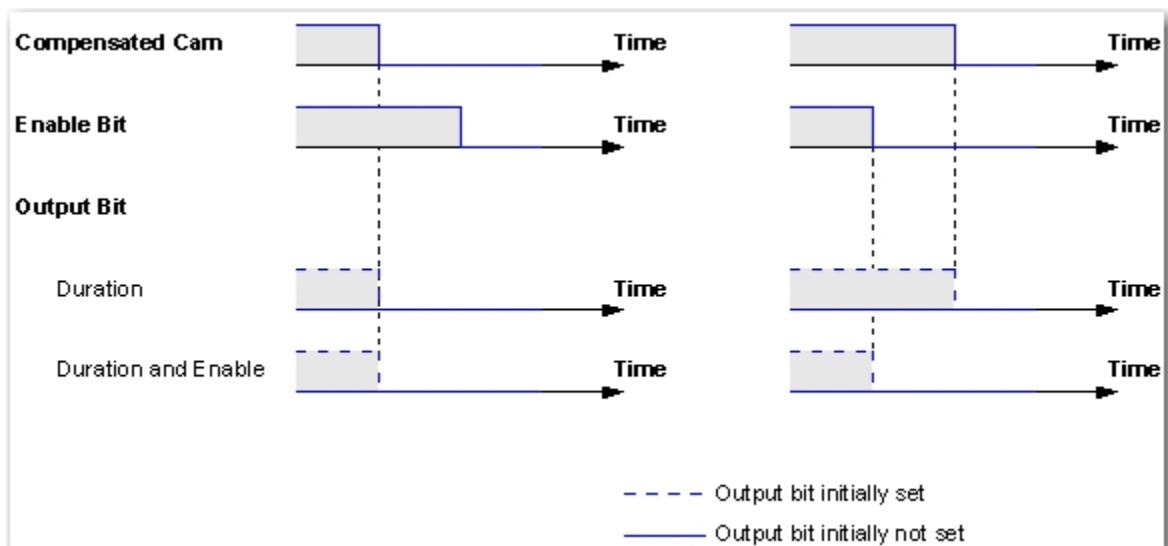 Compensated Cam Time Time
Enable Bit Time Time
Output Bit
Duration Time Time
Duration and Enable Time Time
Output bit initially set
Output bit initially not set